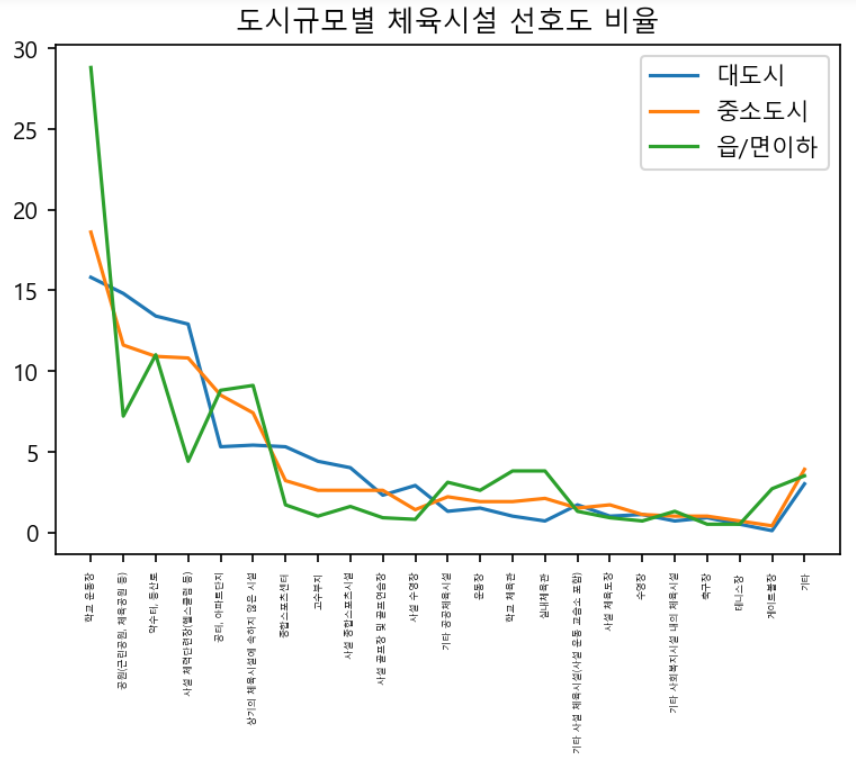 도시규모별 체육시설 선호도 비율
30
25
20
15
10
5
0
대도시
중소도시
읍/면이하
학교 운동장
공원(근린공원, 체육공원 등)
약수터, 등산로
사설 체력단련장(헬스클럽 등)
공터, 아파트단지
상기의 체육시설에 속하지 않은 시설
종합스포츠센터
고수부지
사설 종합스포츠시설
사설 골프장 및 골프연습장
사설 수영장
기타 공공체육시설
운동장
학교 체육관
실내체육관
기타 사설 체육시설(사설 운동 교습소 포함)
사설 체육도장
수영장
기타 사회복지시설 내의 체육시설
축구장
테니스장
게이트볼장
기타